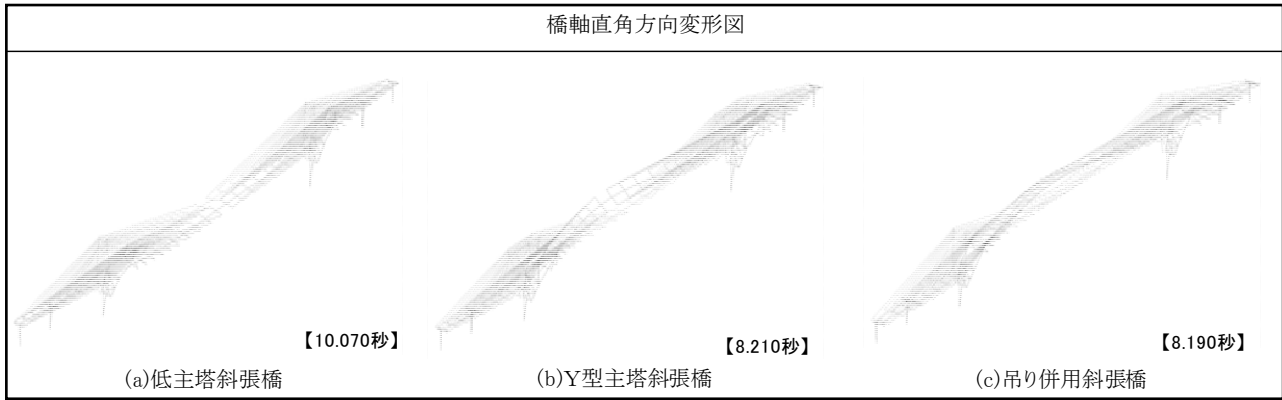 橋軸直角方向変形図
【10.070秒】
【8.210秒】
【8.190秒】
(a)低主塔斜張橋
(b)Y型主塔斜張橋
(c)吊り併用斜張橋